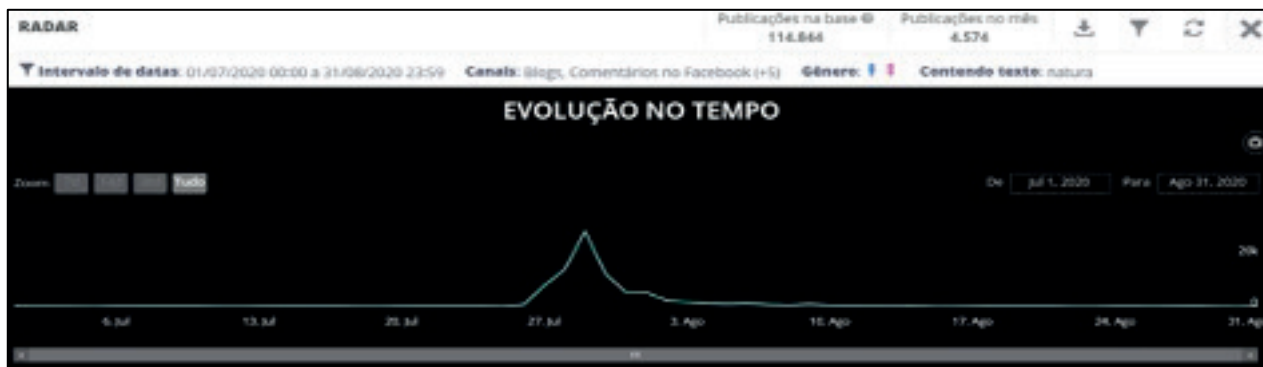 RADAR
Publicações na base
114.844
Publicações no mês
4.574
Intervalo de datas: 01/07/2020 00:00 a 31/08/2020 23:59 Canais: Blogs, Comentários no Facebook (+5) Gênero: Contendo texto: natura
EVOLUÇÃO NO TEMPO
Zoom Tudo
De Jul 1, 2020 Para Ago 31, 2020
20k
0
6. Jul 13. Jul 20. Jul 27. Jul 3. Ago 10. Ago 17. Ago 24. Ago 31. Ag